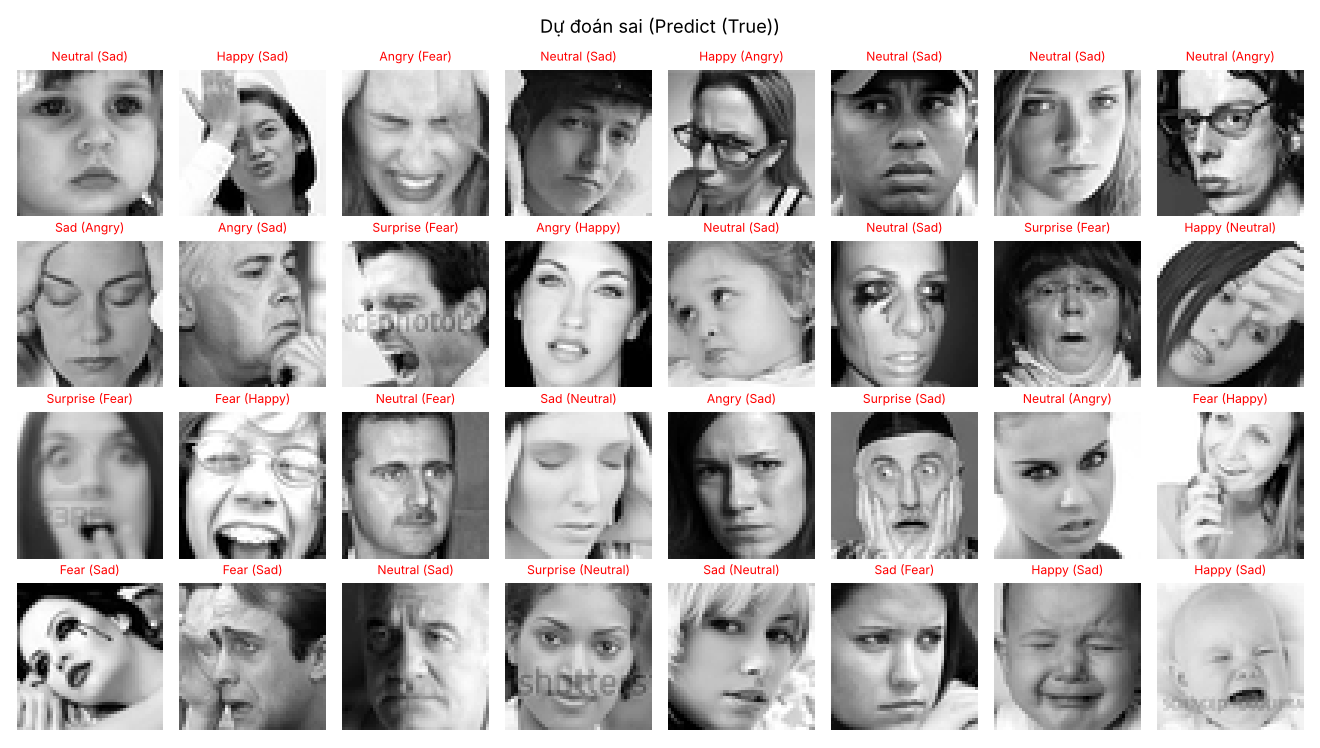 Dự đoán sai (Predict (True))
Neutral (Sad) Happy (Sad) Angry (Fear) Neutral (Sad) Happy (Angry) Neutral (Sad) Neutral (Sad) Neutral (Angry)
Sad (Angry) Angry (Sad) Surprise (Fear) Angry (Happy) Neutral (Sad) Neutral (Sad) Surprise (Fear) Happy (Neutral)
Surprise (Fear) Fear (Happy) Neutral (Fear) Sad (Neutral) Angry (Sad) Surprise (Sad) Neutral (Angry) Fear (Happy)
Fear (Sad) Fear (Sad) Neutral (Sad) Surprise (Neutral) Sad (Neutral) Sad (Fear) Happy (Sad) Happy (Sad)
shutters